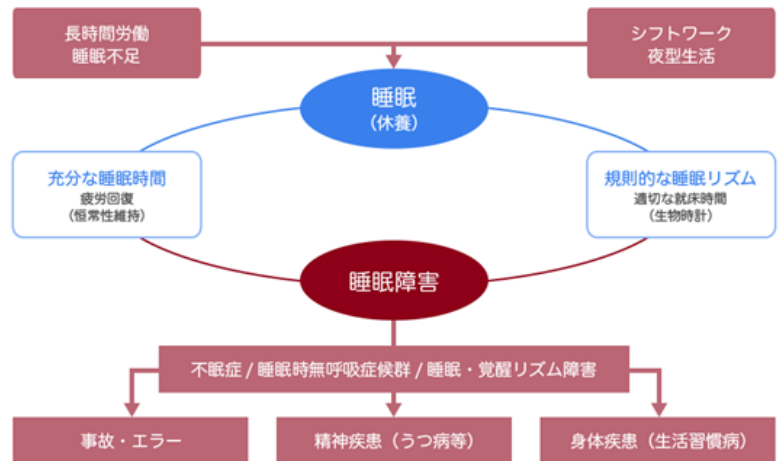 長時間労働
睡眠不足
シフトワーク
夜型生活
睡眠
（休養）
充分な睡眠時間
疲労回復
（恒常性維持）
規則的な睡眠リズム
適切な就床時間
（生物時計）
睡眠障害
不眠症 / 睡眠時無呼吸症候群 / 睡眠・覚醒リズム障害
事故・エラー
精神疾患（うつ病等）
身体疾患（生活習慣病）